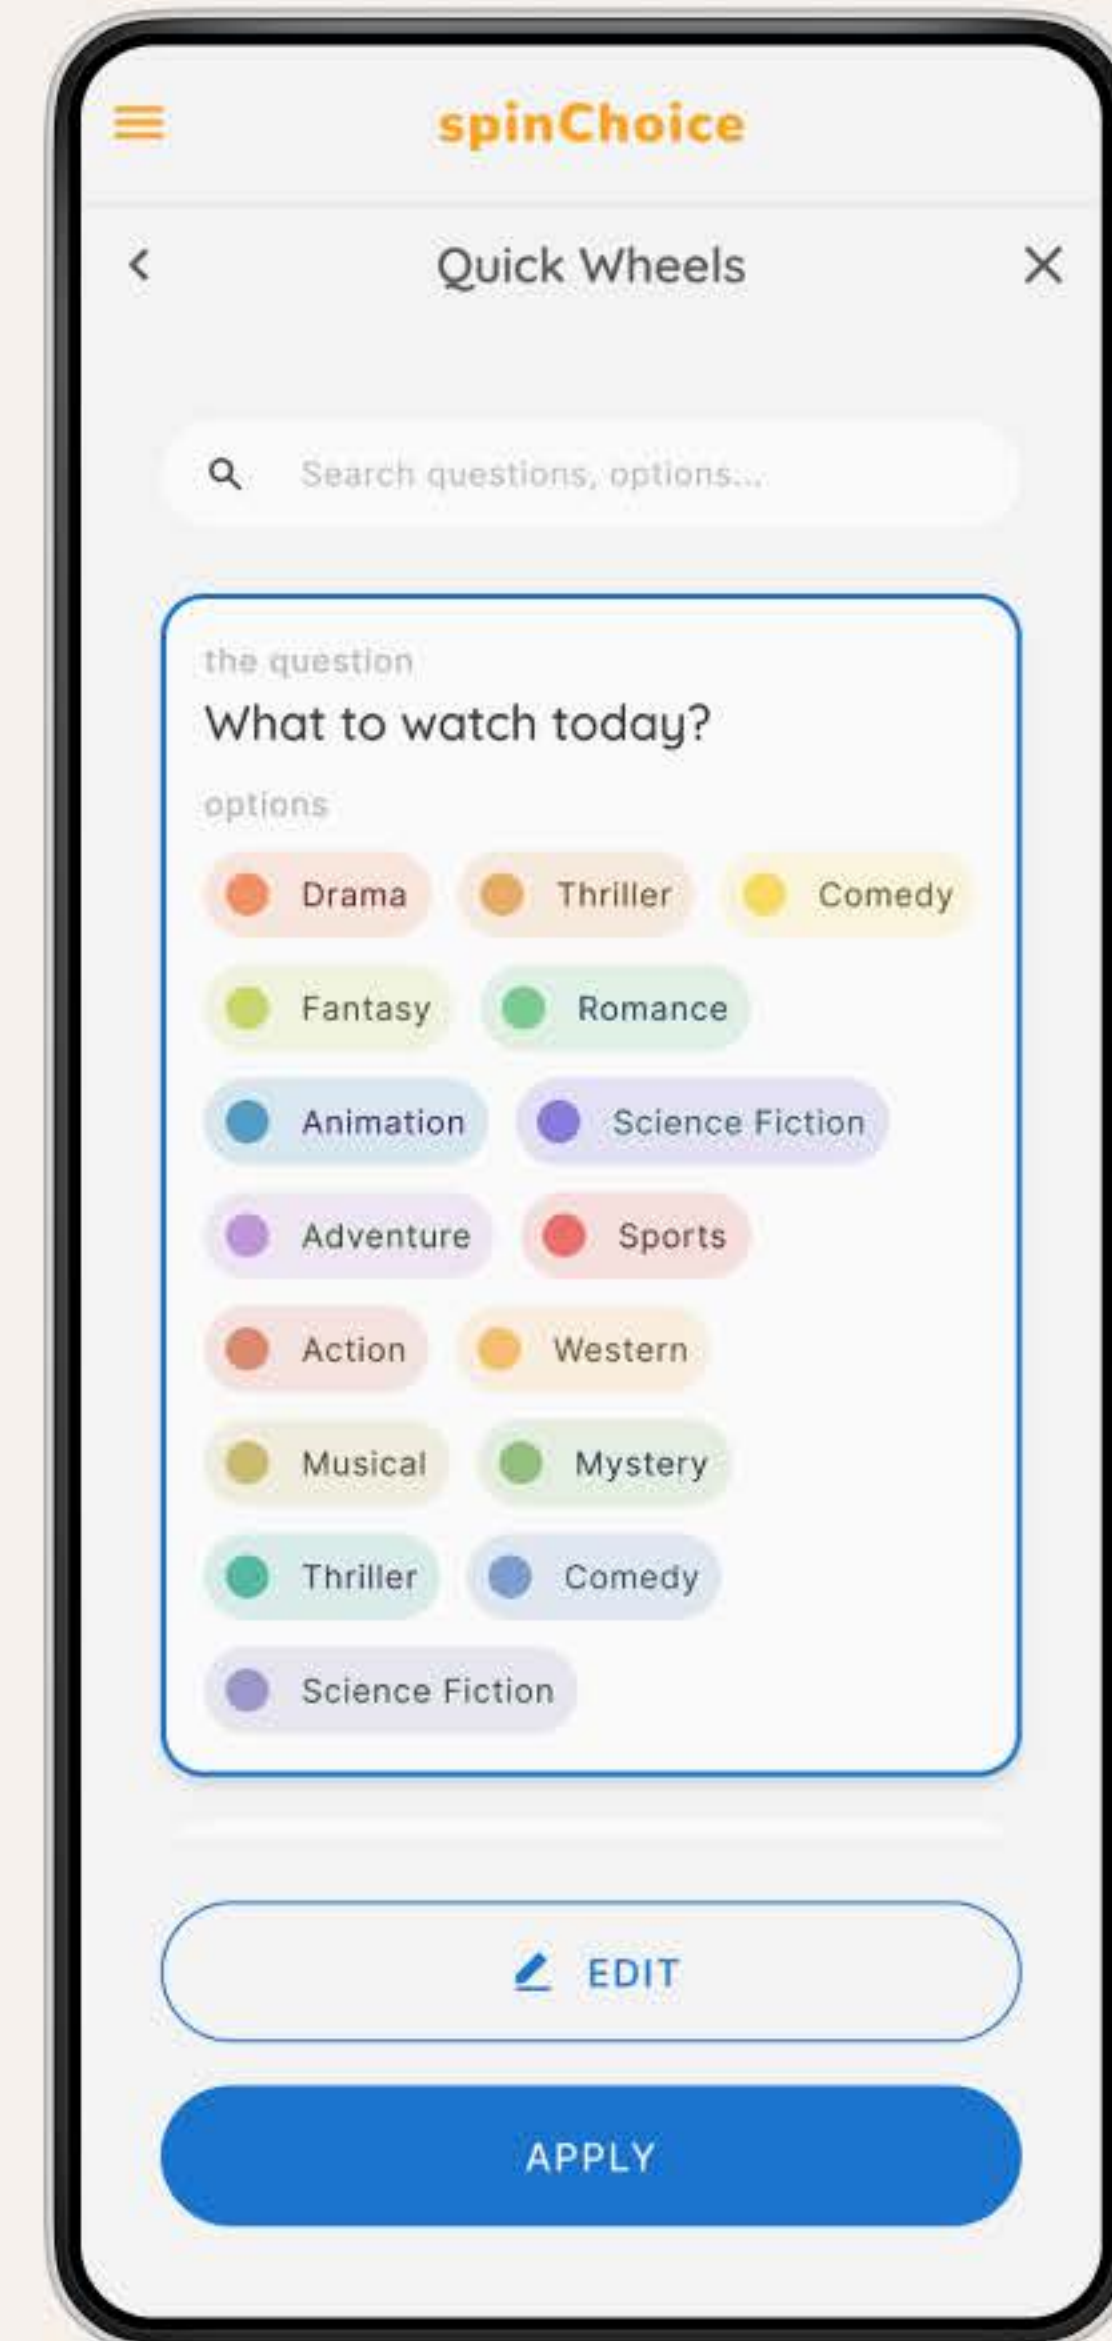 spinChoice
Quick Wheels
Search questions, options...
the question
What to watch today?
options
Drama Thriller Comedy
Fantasy Romance
Animation Science Fiction
Adventure Sports
Action Western
Musical Mystery
Thriller Comedy
Science Fiction
EDIT
APPLY